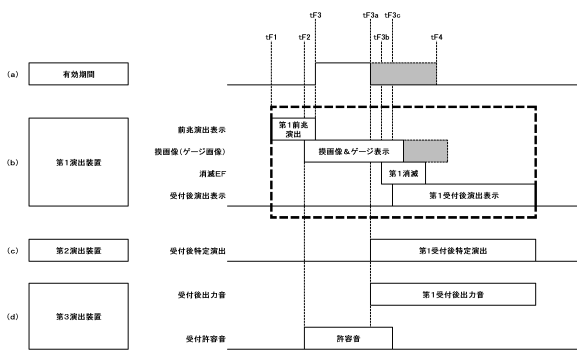 tF3 tF3a tF3c
tF1 tF2 tF3b tF4
(a) 有効期間
前兆演出表示 第1前兆演出
(b) 第1演出装置 摸画像(ゲージ画像) 摸画像&ゲージ表示
消滅EF 第1消滅
受付後演出表示 第1受付後演出表示
(c) 第2演出装置 受付後特定演出 第1受付後特定演出
受付後出力音 第1受付後出力音
(d) 第3演出装置
受付許容音 許容音